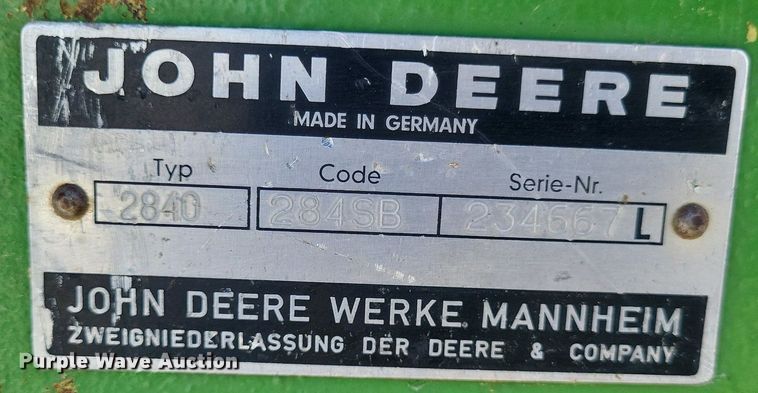 JOHN DEERE
MADE IN GERMANY
Typ Code Serie-Nr.
2840 284SB 234667 L
JOHN DEERE WERKE MANNHEIM
ZWEIGNIEDERLASSUNG DER DEERE & COMPANY
Purple Wave Auction